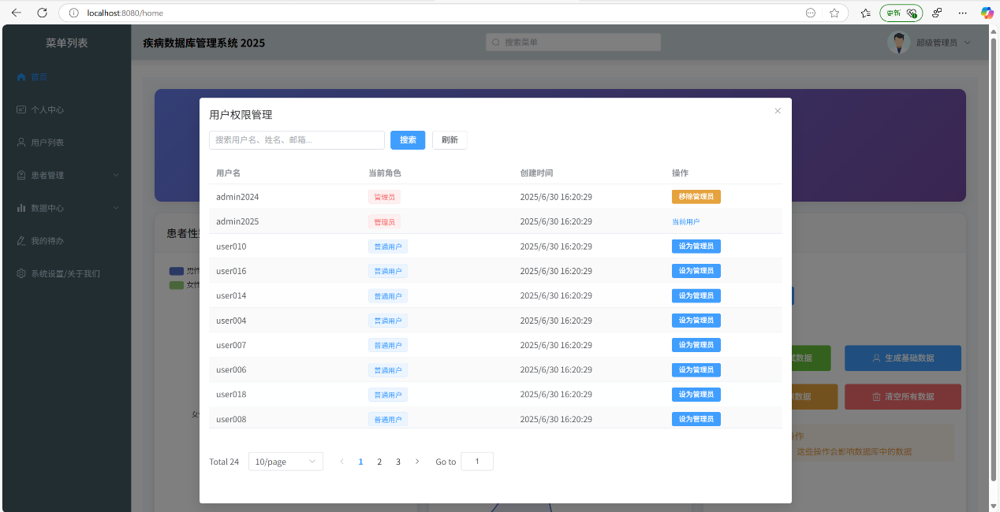 localhost:8080/home
更新
菜单列表
疾病数据库管理系统 2025
搜索菜单
超级管理员
首页
个人中心
用户列表
患者管理
数据中心
我的待办
系统设置/关于我们
用户权限管理
搜索用户名、姓名、邮箱...
搜索
刷新
用户名 当前角色 创建时间 操作
admin2024 管理员 2025/6/30 16:20:29 移除管理员
admin2025 管理员 2025/6/30 16:20:29 当前用户
user010 普通用户 2025/6/30 16:20:29 设为管理员
user016 普通用户 2025/6/30 16:20:29 设为管理员
user014 普通用户 2025/6/30 16:20:29 设为管理员
user004 普通用户 2025/6/30 16:20:29 设为管理员
user007 普通用户 2025/6/30 16:20:29 设为管理员
user006 普通用户 2025/6/30 16:20:29 设为管理员
user018 普通用户 2025/6/30 16:20:29 设为管理员
user008 普通用户 2025/6/30 16:20:29 设为管理员
Total 24 10/page 1 2 3 Go to 1
患者性
男性
女性
女
数据
生成基础数据
数据
清空所有数据
作
这些操作会影响数据库中的数据